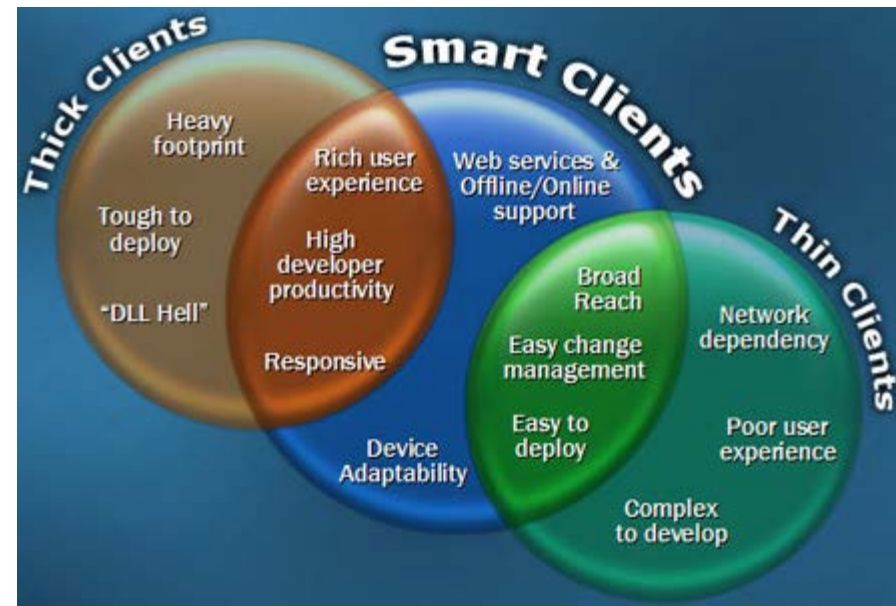 Thick Clients
Smart Clients
Thin Clients
Heavy
footprint
Tough to
deploy
“DLL Hell”
Rich user
experience
High
developer
productivity
Responsive
Web services &
Offline/Online
support
Device
Adaptability
Broad
Reach
Easy change
management
Easy to
deploy
Network
dependency
Poor user
experience
Complex
to develop